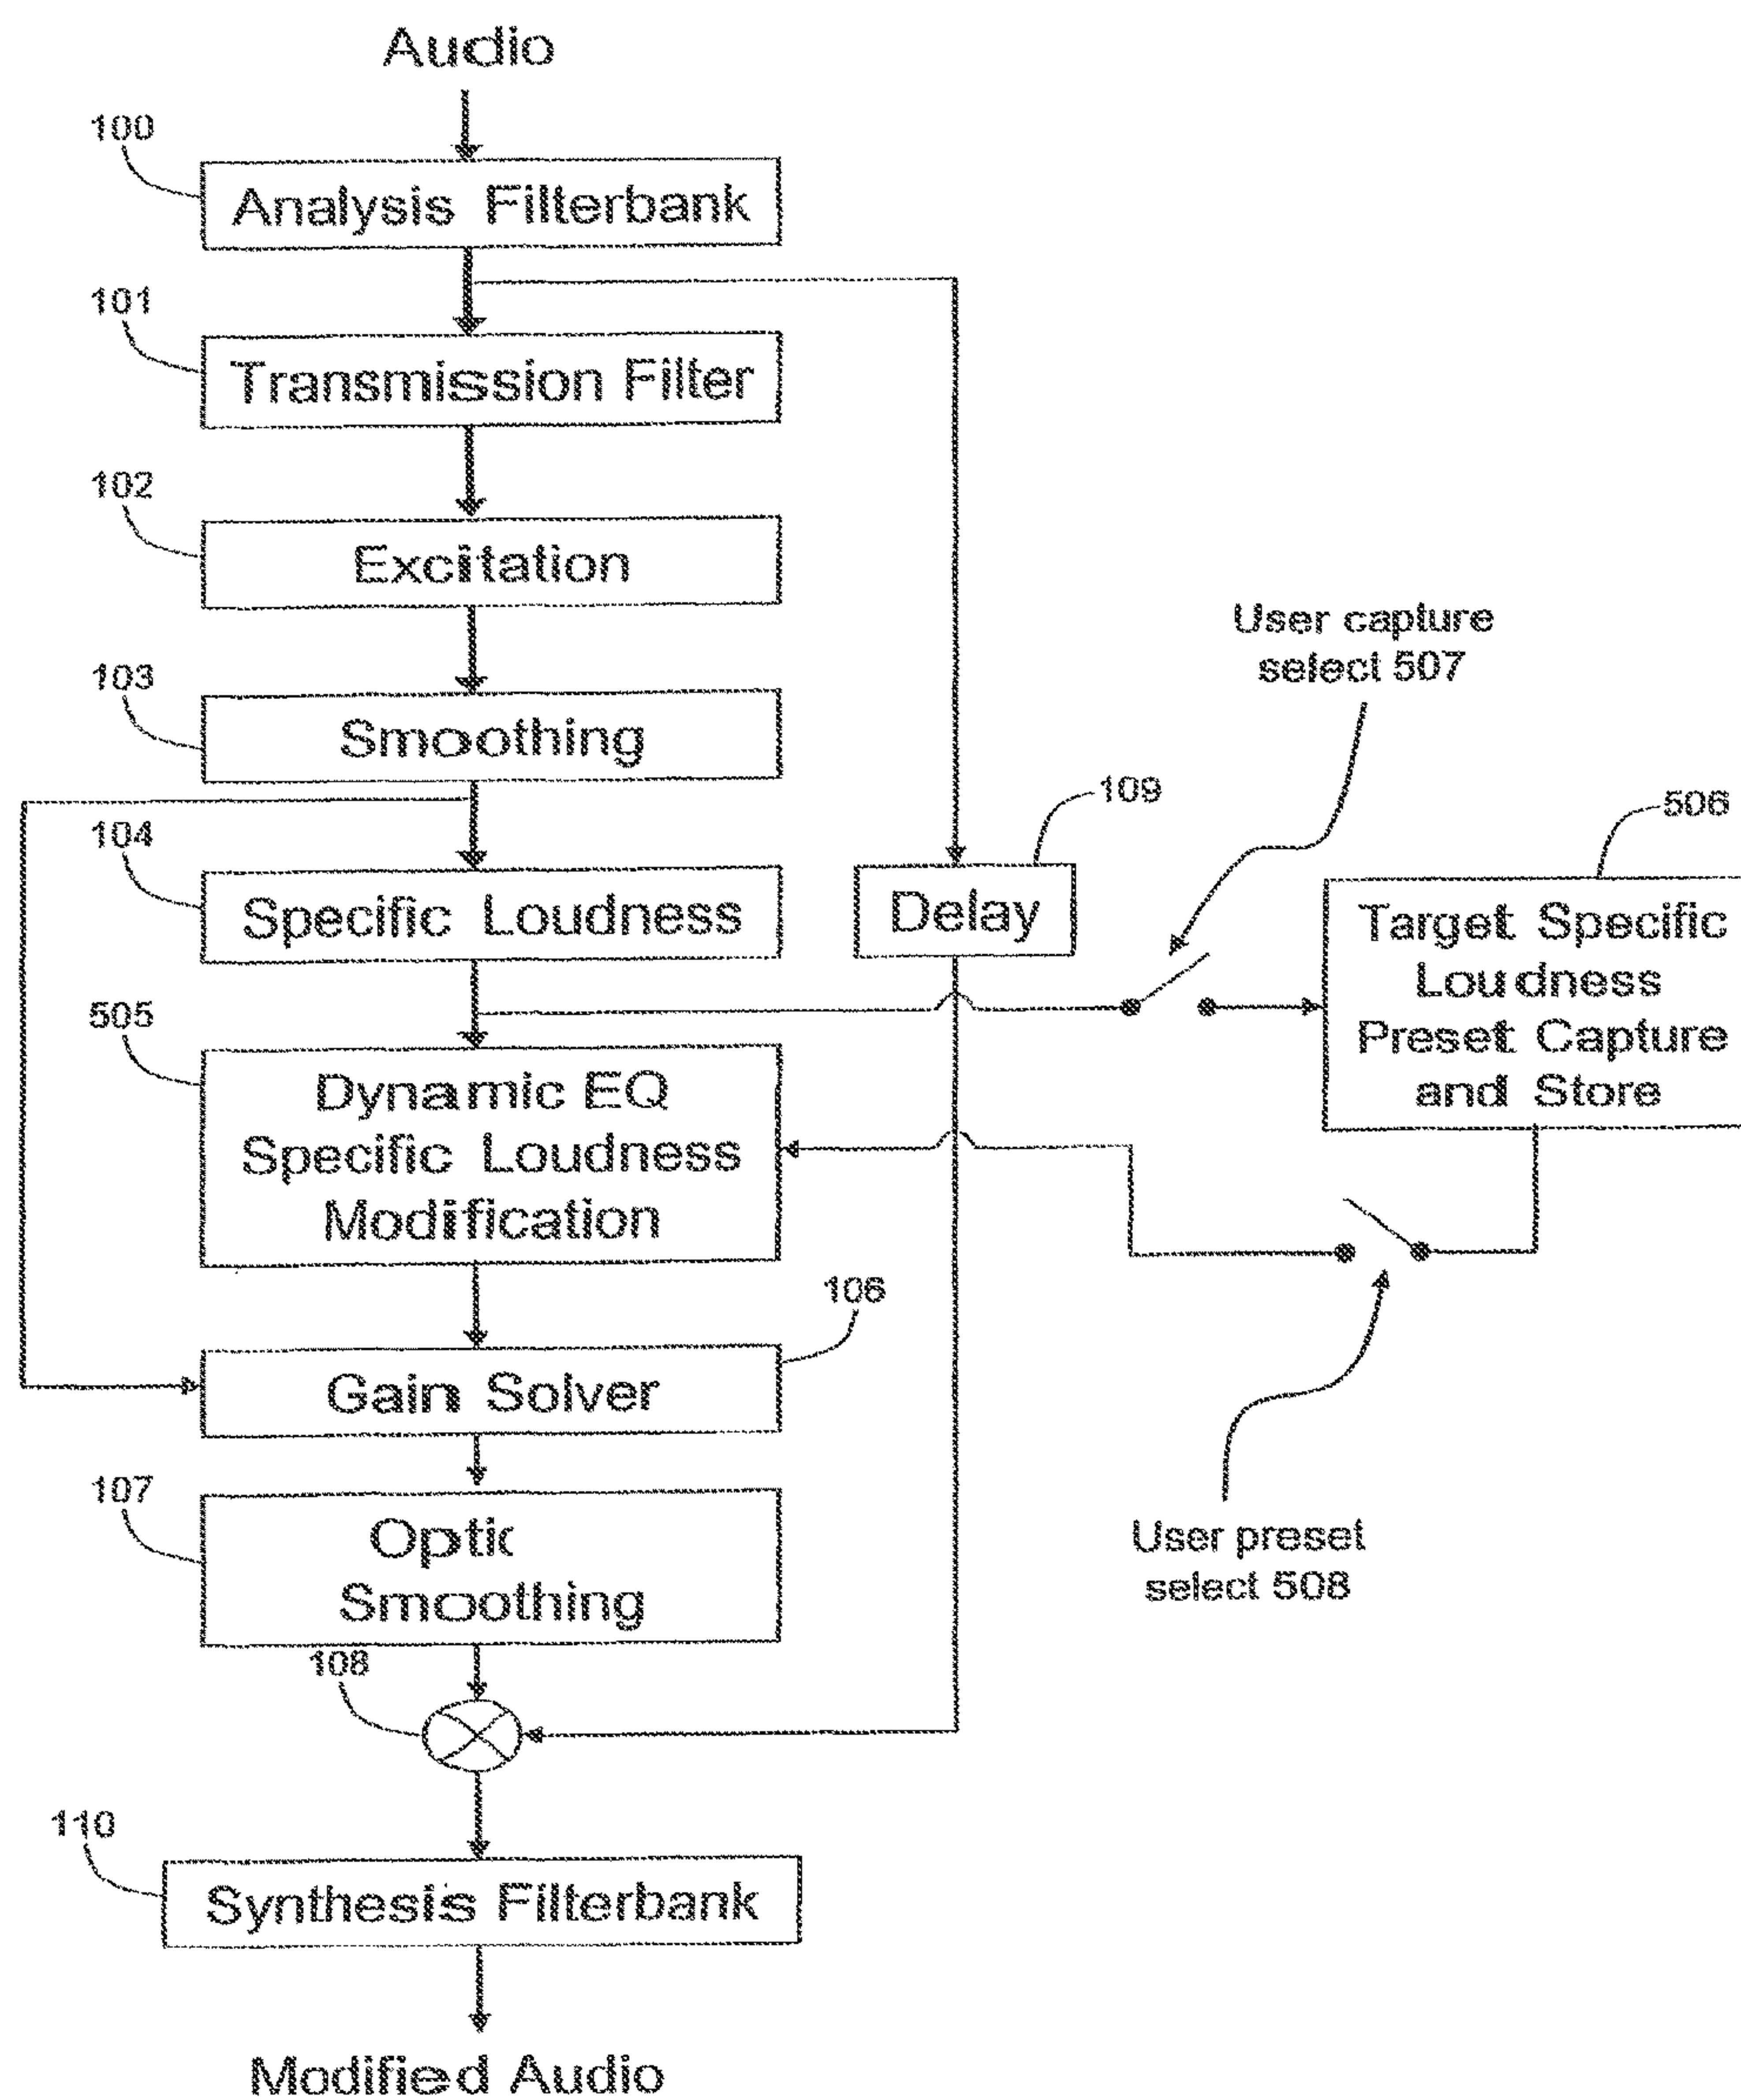 Audio
100
Analysis Filterbank
101
Transmission Filter
102
Excitation
103
Smoothing
104
Specific Loudness
109
Delay
User capture
select 507
506
Target Specific
Loudness
Preset Capture
and Store
505
Dynamic EQ
Specific Loudness
Modification
106
Gain Solver
User preset
select 508
107
Optic
Smoothing
108
110
Synthesis Filterbank
Modified Audio